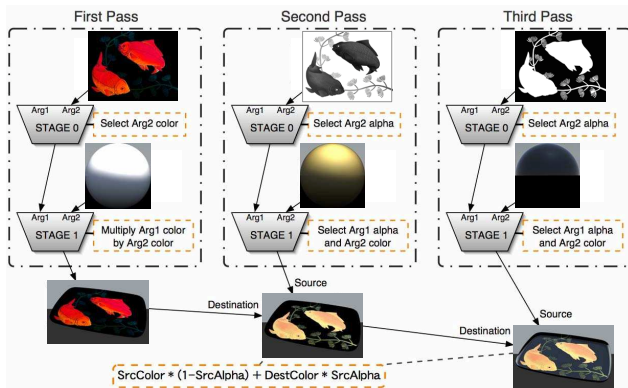 First Pass
Second Pass
Third Pass
Arg1 Arg2
STAGE 0
Select Arg2 color
Arg1 Arg2
STAGE 1
Multiply Arg1 color
by Arg2 color
Arg1 Arg2
STAGE 0
Select Arg2 alpha
Arg1 Arg2
STAGE 1
Select Arg1 alpha
and Arg2 color
Arg1 Arg2
STAGE 0
Select Arg2 alpha
Arg1 Arg2
STAGE 1
Select Arg1 alpha
and Arg2 color
Destination
Source
Destination
Source
SrcColor * (1-SrcAlpha) + DestColor * SrcAlpha